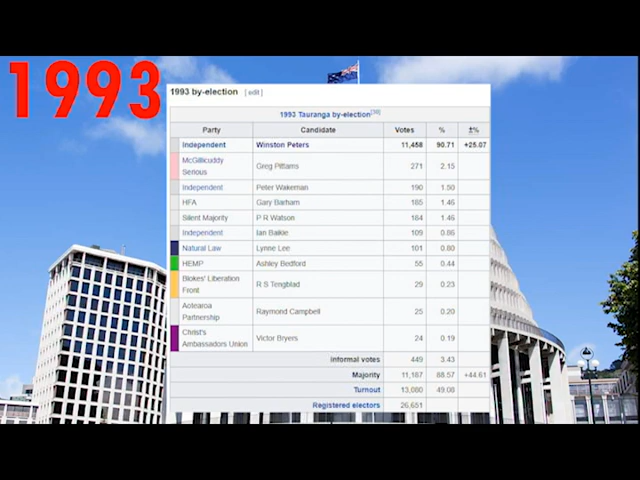 1993
1993 by-election [ edit ]
1993 Tauranga by-election[30]
Party Candidate Votes % ±%
Independent Winston Peters 11,458 90.71 +25.07
McGillicuddy Serious Greg Pittams 271 2.15
Independent Peter Wakeman 190 1.50
HFA Gary Barham 185 1.46
Silent Majority P R Watson 184 1.46
Independent Ian Baikie 109 0.86
Natural Law Lynne Lee 101 0.80
HEMP Ashley Bedford 55 0.44
Blokes' Liberation Front R S Tengblad 29 0.23
Aotearoa Partnership Raymond Campbell 25 0.20
Christ's Ambassadors Union Victor Bryers 24 0.19
Informal votes 449 3.43
Majority 11,187 88.57 +44.61
Turnout 13,080 49.08
Registered electors 26,651